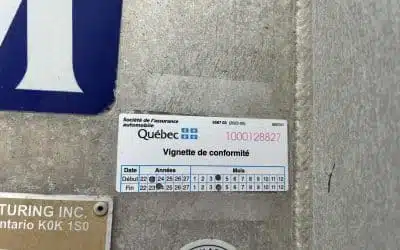 M
Société de l'assurance
automobile
Québec
1000128827
Vignette de conformité
Date Années Mois
Début 22 24 25 26 27 1 2 3 5 6 7 8 9 10 11 12
Fin 22 23 25 26 27 1 2 3 5 6 7 8 9 10 11 12
TURING INC.
ntario K0K 1S0